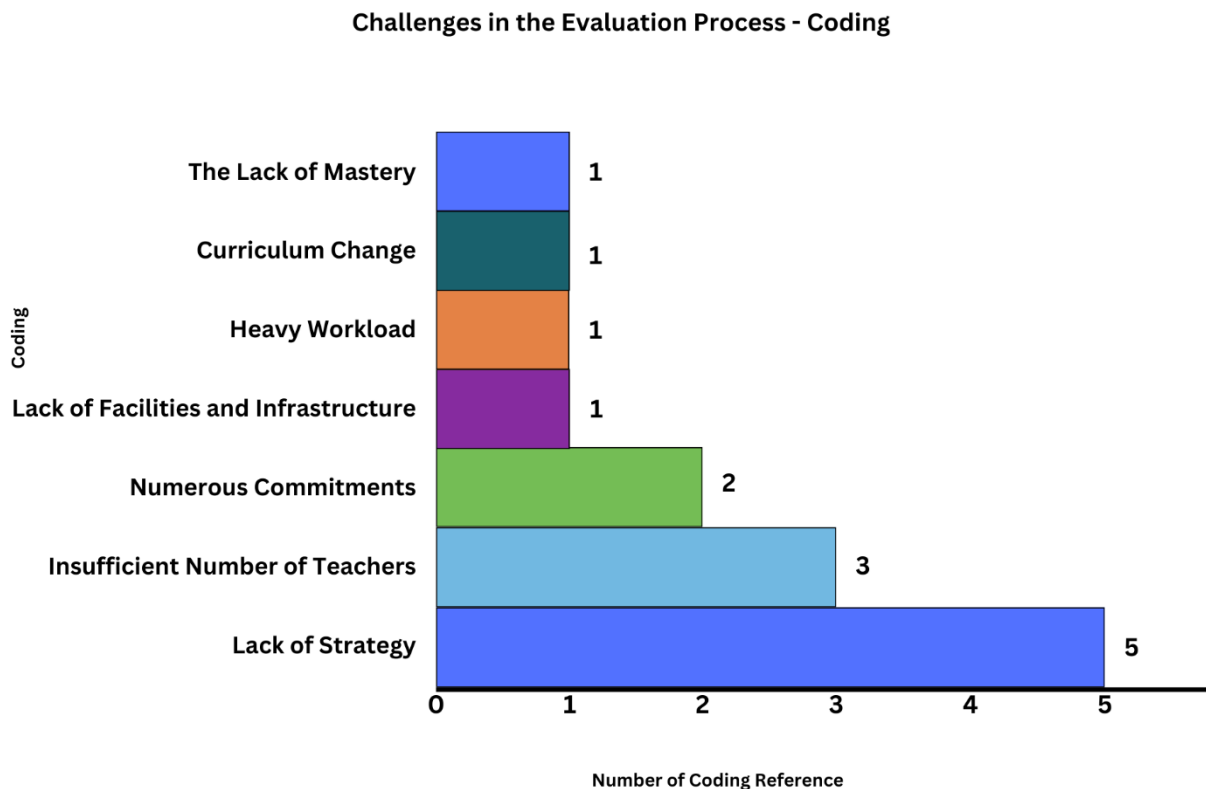 Challenges in the Evaluation Process - Coding
Coding
The Lack of Mastery
1
Curriculum Change
1
Heavy Workload
1
Lack of Facilities and Infrastructure
1
Numerous Commitments
2
Insufficient Number of Teachers
3
Lack of Strategy
5
0 1 2 3 4 5
Number of Coding Reference